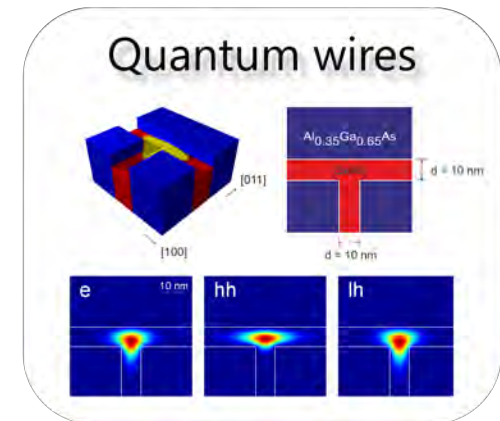 Quantum wires
Al0.35Ga0.65As
d = 10 nm
[011]
[100]
d = 10 nm
e
10 nm
hh
lh